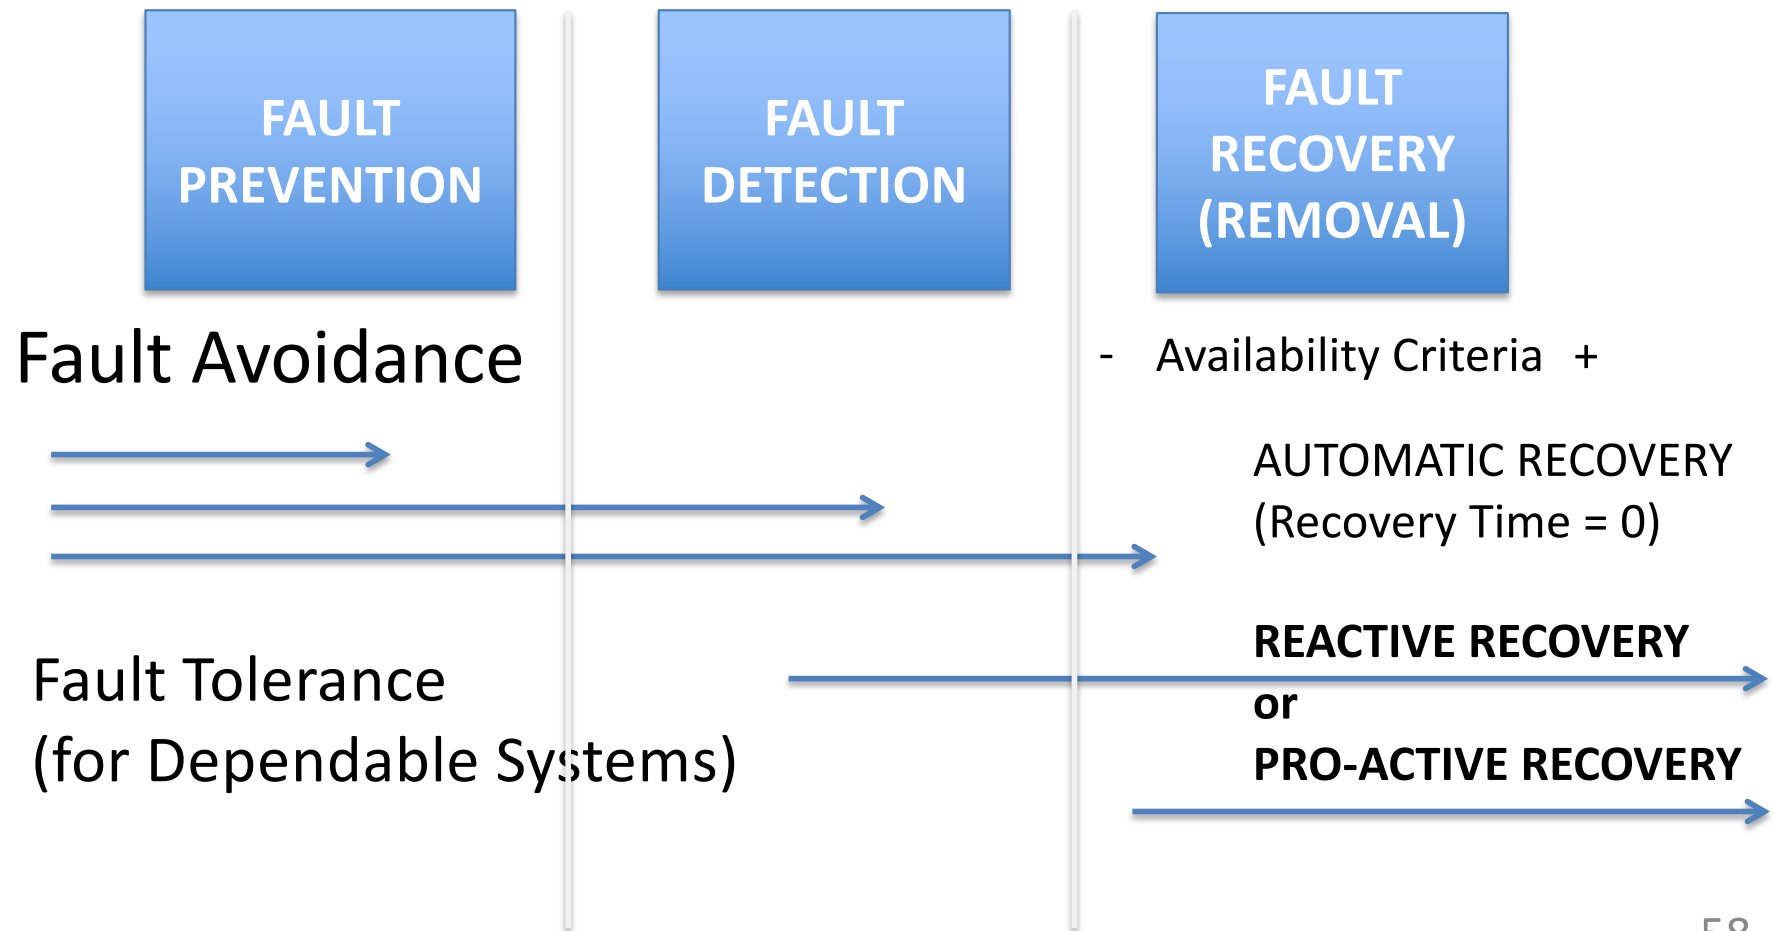 FAULT
PREVENTION
FAULT
DETECTION
FAULT
RECOVERY
(REMOVAL)
Fault Avoidance
- Availability Criteria +
AUTOMATIC RECOVERY
(Recovery Time = 0)
REACTIVE RECOVERY
or
PRO-ACTIVE RECOVERY
Fault Tolerance
(for Dependable Systems)
58